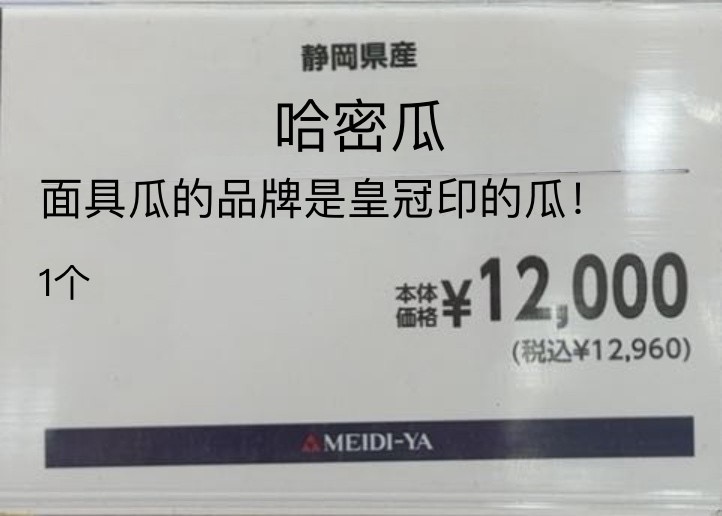 静岡県産
哈密瓜
面具瓜的品牌是皇冠印的瓜！
1个
本体価格¥12,000
(税込¥12,960)
MEIDI-YA